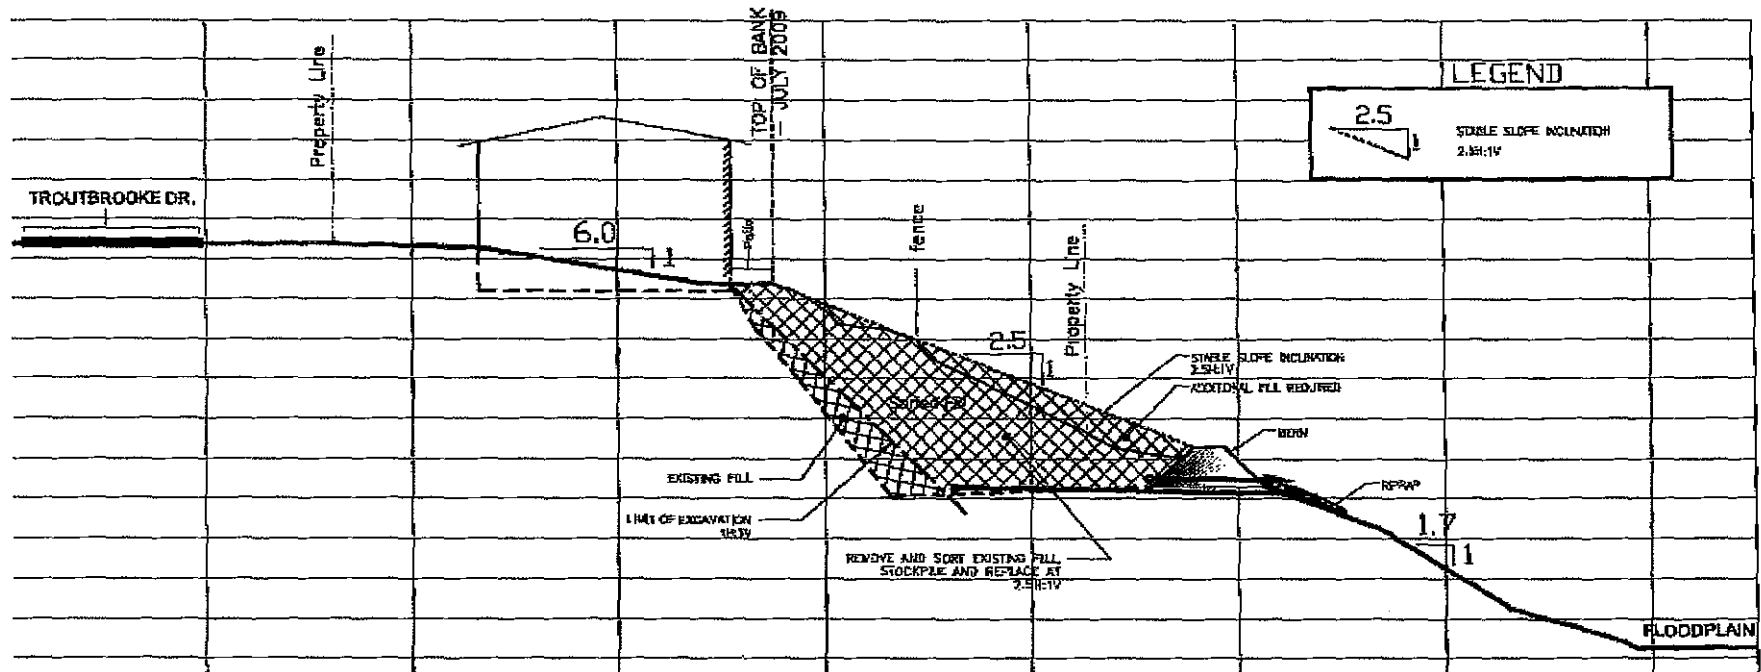 TOP OF BANK
— JULY 2009
Property Line
LEGEND
2.5
1
STABLE SLOPE INCLINATION
2.5H:1V
TROUTBROOKE DR.
6.0
1
Patio
fence
Property Line
2.5
1
STABLE SLOPE INCLINATION
2.5H:1V
ADDITIONAL FILL REQUIRED
BERM
EXISTING FILL
LIMIT OF EXCAVATION
RIPRAP
1.7
1
REMOVE AND SORT EXISTING FILL,
STOCKPILE AND REPLACE AT
2.5H:1V
FLOODPLAIN